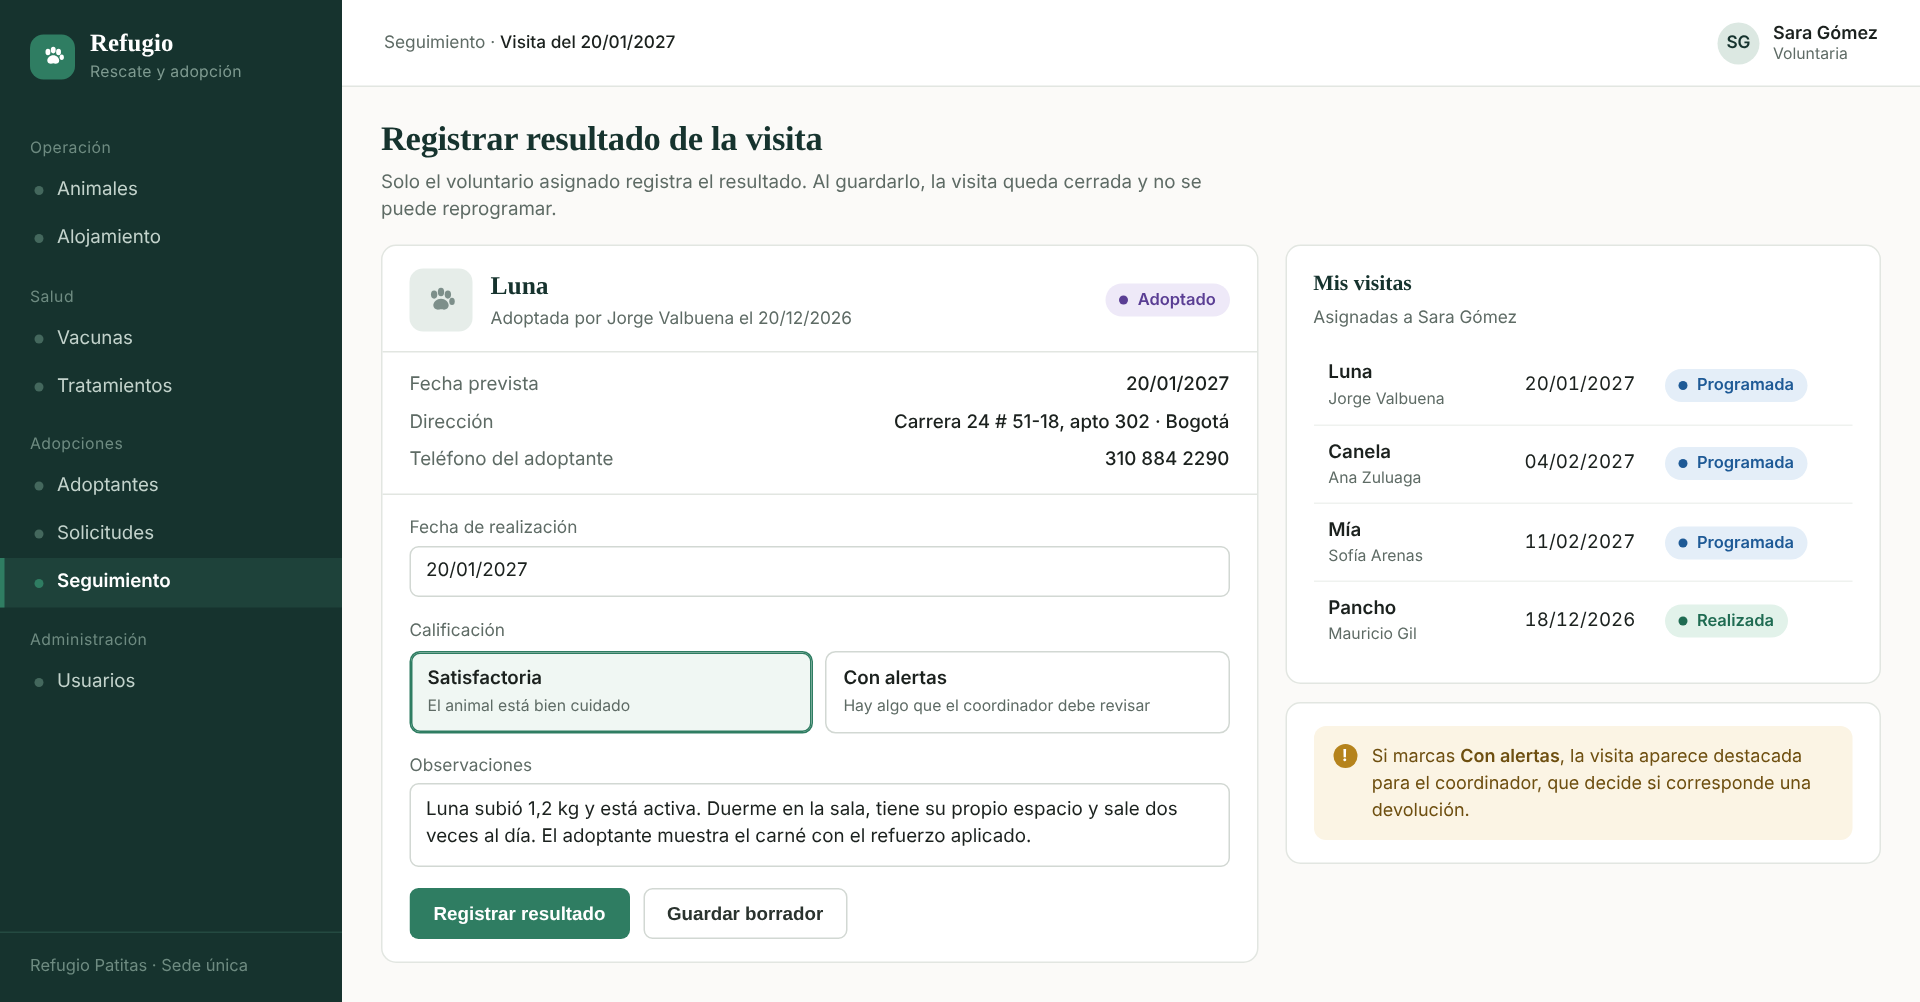 Refugio
Rescate y adopción
Operación
Animales
Alojamiento
Salud
Vacunas
Tratamientos
Adopciones
Adoptantes
Solicitudes
Seguimiento
Administración
Usuarios
Refugio Patitas · Sede única
Seguimiento · Visita del 20/01/2027
SG
Sara Gómez
Voluntaria
Registrar resultado de la visita
Solo el voluntario asignado registra el resultado. Al guardarlo, la visita queda cerrada y no se
puede reprogramar.
Luna
Adoptada por Jorge Valbuena el 20/12/2026
Adoptado
Fecha prevista 20/01/2027
Dirección Carrera 24 # 51-18, apto 302 · Bogotá
Teléfono del adoptante 310 884 2290
Fecha de realización
20/01/2027
Calificación
Satisfactoria
El animal está bien cuidado
Con alertas
Hay algo que el coordinador debe revisar
Observaciones
Luna subió 1,2 kg y está activa. Duerme en la sala, tiene su propio espacio y sale dos
veces al día. El adoptante muestra el carné con el refuerzo aplicado.
Registrar resultado
Guardar borrador
Mis visitas
Asignadas a Sara Gómez
Luna
Jorge Valbuena
20/01/2027
Programada
Canela
Ana Zuluaga
04/02/2027
Programada
Mía
Sofía Arenas
11/02/2027
Programada
Pancho
Mauricio Gil
18/12/2026
Realizada
! Si marcas Con alertas, la visita aparece destacada
para el coordinador, que decide si corresponde una
devolución.